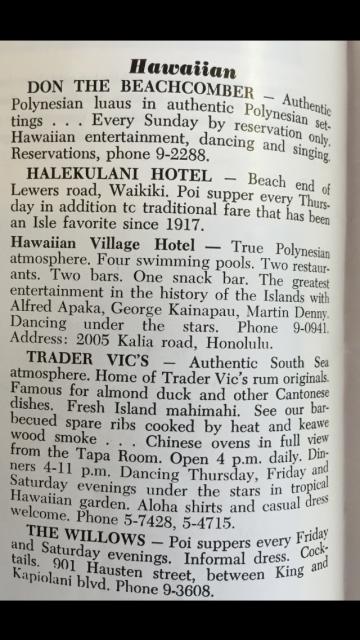 Hawaiian
DON THE BEACHCOMBER — Authentic
Polynesian luaus in authentic Polynesian set-
tings . . . Every Sunday by reservation only.
Hawaiian entertainment, dancing and singing.
Reservations, phone 9-2288.
HALEKULANI HOTEL — Beach end of
Lewers road, Waikiki. Poi supper every Thurs-
day in addition tc traditional fare that has been
an Isle favorite since 1917.
Hawaiian Village Hotel — True Polynesian
atmosphere. Four swimming pools. Two restaur-
ants. Two bars. One snack bar. The greatest
entertainment in the history of the Islands with
Alfred Apaka, George Kainapau, Martin Denny.
Dancing under the stars. Phone 9-0941.
Address: 2005 Kalia road, Honolulu.
TRADER VIC'S — Authentic South Sea
atmosphere. Home of Trader Vic's rum originals.
Famous for almond duck and other Cantonese
dishes. Fresh Island mahimahi. See our bar-
becued spare ribs cooked by heat and keawe
wood smoke . . . Chinese ovens in full view
from the Tapa Room. Open 4 p.m. daily. Din-
ners 4-11 p.m. Dancing Thursday, Friday and
Saturday evenings under the stars in tropical
Hawaiian garden. Aloha shirts and casual dress
welcome. Phone 5-7428, 5-4715.
THE WILLOWS — Poi suppers every Friday
and Saturday evenings. Informal dress. Cock-
tails. 901 Hausten street, between King and
Kapiolani blvd. Phone 9-3608.